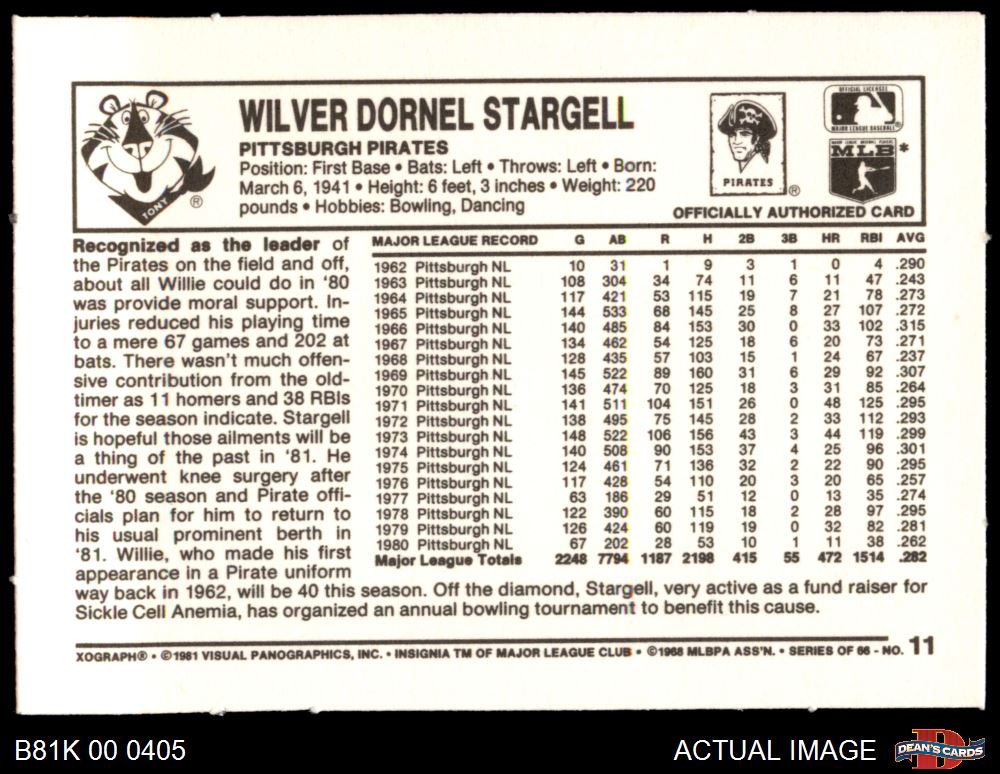 WILVER DORNEL STARGELL
PITTSBURGH PIRATES
Position: First Base • Bats: Left • Throws: Left • Born:
March 6, 1941 • Height: 6 feet, 3 inches • Weight: 220
pounds • Hobbies: Bowling, Dancing
TONY ®
PIRATES ®
OFFICIAL LICENSEE
MAJOR LEAGUE BASEBALL®
MAJOR LEAGUE BASEBALL PLAYERS
MLB *
OFFICIALLY AUTHORIZED CARD
Recognized as the leader of
the Pirates on the field and off,
about all Willie could do in '80
was provide moral support. In-
juries reduced his playing time
to a mere 67 games and 202 at
bats. There wasn't much offen-
sive contribution from the old-
timer as 11 homers and 38 RBIs
for the season indicate. Stargell
is hopeful those ailments will be
a thing of the past in '81. He
underwent knee surgery after
the '80 season and Pirate offi-
cials plan for him to return to
his usual prominent berth in
'81. Willie, who made his first
appearance in a Pirate uniform
way back in 1962, will be 40 this season. Off the diamond, Stargell, very active as a fund raiser for
Sickle Cell Anemia, has organized an annual bowling tournament to benefit this cause.
MAJOR LEAGUE RECORD G AB R H 2B 3B HR RBI AVG
1962 Pittsburgh NL 10 31 1 9 3 1 0 4 .290
1963 Pittsburgh NL 108 304 34 74 11 6 11 47 .243
1964 Pittsburgh NL 117 421 53 115 19 7 21 78 .273
1965 Pittsburgh NL 144 533 68 145 25 8 27 107 .272
1966 Pittsburgh NL 140 485 84 153 30 0 33 102 .315
1967 Pittsburgh NL 134 462 54 125 18 6 20 73 .271
1968 Pittsburgh NL 128 435 57 103 15 1 24 67 .237
1969 Pittsburgh NL 145 522 89 160 31 6 29 92 .307
1970 Pittsburgh NL 136 474 70 125 18 3 31 85 .264
1971 Pittsburgh NL 141 511 104 151 26 0 48 125 .295
1972 Pittsburgh NL 138 495 75 145 28 2 33 112 .293
1973 Pittsburgh NL 148 522 106 156 43 3 44 119 .299
1974 Pittsburgh NL 140 508 90 153 37 4 25 96 .301
1975 Pittsburgh NL 124 461 71 136 32 2 22 90 .295
1976 Pittsburgh NL 117 428 54 110 20 3 20 65 .257
1977 Pittsburgh NL 63 186 29 51 12 0 13 35 .274
1978 Pittsburgh NL 122 390 60 115 18 2 28 97 .295
1979 Pittsburgh NL 126 424 60 119 19 0 32 82 .281
1980 Pittsburgh NL 67 202 28 53 10 1 11 38 .262
Major League Totals 2248 7794 1187 2198 415 55 472 1514 .282
XOGRAPH® • ©1981 VISUAL PANOGRAPHICS, INC. • INSIGNIA TM OF MAJOR LEAGUE CLUB • ©1968 MLBPA ASS'N. • SERIES OF 66 - NO. 11
B81K 00 0405
ACTUAL IMAGE
DEAN'S CARDS